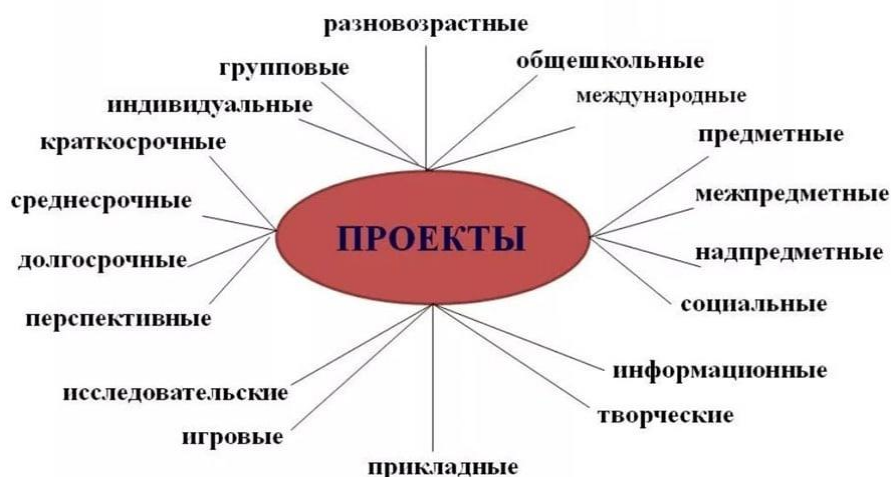 разновозрастные
групповые
общешкольные
индивидуальные
международные
краткосрочные
предметные
среднесрочные
межпредметные
ПРОЕКТЫ
долгосрочные
надпредметные
перспективные
социальные
исследовательские
информационные
игровые
творческие
прикладные